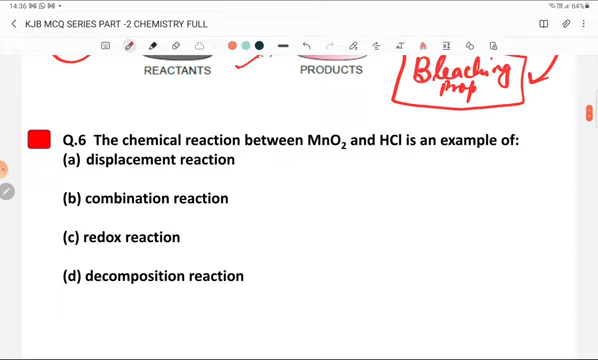 14:36
64%
KJB MCQ SERIES PART -2 CHEMISTRY FULL
REACTANTS
PRODUCTS
Bleaching
Prop
Q.6 The chemical reaction between MnO₂ and HCl is an example of:
(a) displacement reaction
(b) combination reaction
(c) redox reaction
(d) decomposition reaction